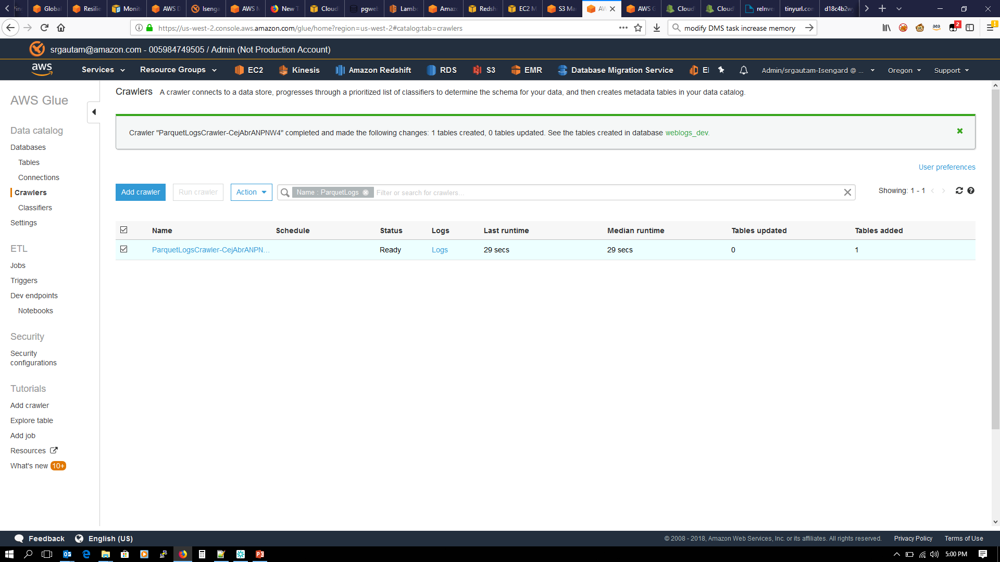 Global
Resilie
Monit
AWS D
Isenga
AWS M
New T
Cloudl
pgweb
Lambo
Amazo
Redsh
EC2 M
S3 Ma
AW
AWS G
Cloud
Cloud
reInve
tinyurl.com
d18c4b2w
https://us-west-2.console.aws.amazon.com/glue/home?region=us-west-2#catalog:tab=crawlers
modify DMS task increase memory
aea
2
srgautam@amazon.com - 005984749505 / Admin (Not Production Account)
aws
Services
Resource Groups
EC2
Kinesis
Amazon Redshift
RDS
S3
EMR
Database Migration Service
El
Admin/srgautam-Isengard @ ...
Oregon
Support
AWS Glue
Data catalog
Databases
Tables
Connections
Crawlers
Classifiers
Settings
ETL
Jobs
Triggers
Dev endpoints
Notebooks
Security
Security
configurations
Tutorials
Add crawler
Explore table
Add job
Resources
What's new 10+
Crawlers A crawler connects to a data store, progresses through a prioritized list of classifiers to determine the schema for your data, and then creates metadata tables in your data catalog.
Crawler "ParquetLogsCrawler-CejAbrANPNW4" completed and made the following changes: 1 tables created, 0 tables updated. See the tables created in database weblogs_dev.
User preferences
Add crawler
Run crawler
Action
Name : ParquetLogs
Filter or search for crawlers...
Showing: 1 - 1
Name Schedule Status Logs Last runtime Median runtime Tables updated Tables added
ParquetLogsCrawler-CejAbrANPN... Ready Logs 29 secs 29 secs 0 1
Feedback
English (US)
© 2008 - 2018, Amazon Web Services, Inc. or its affiliates. All rights reserved.
Privacy Policy
Terms of Use
5:00 PM